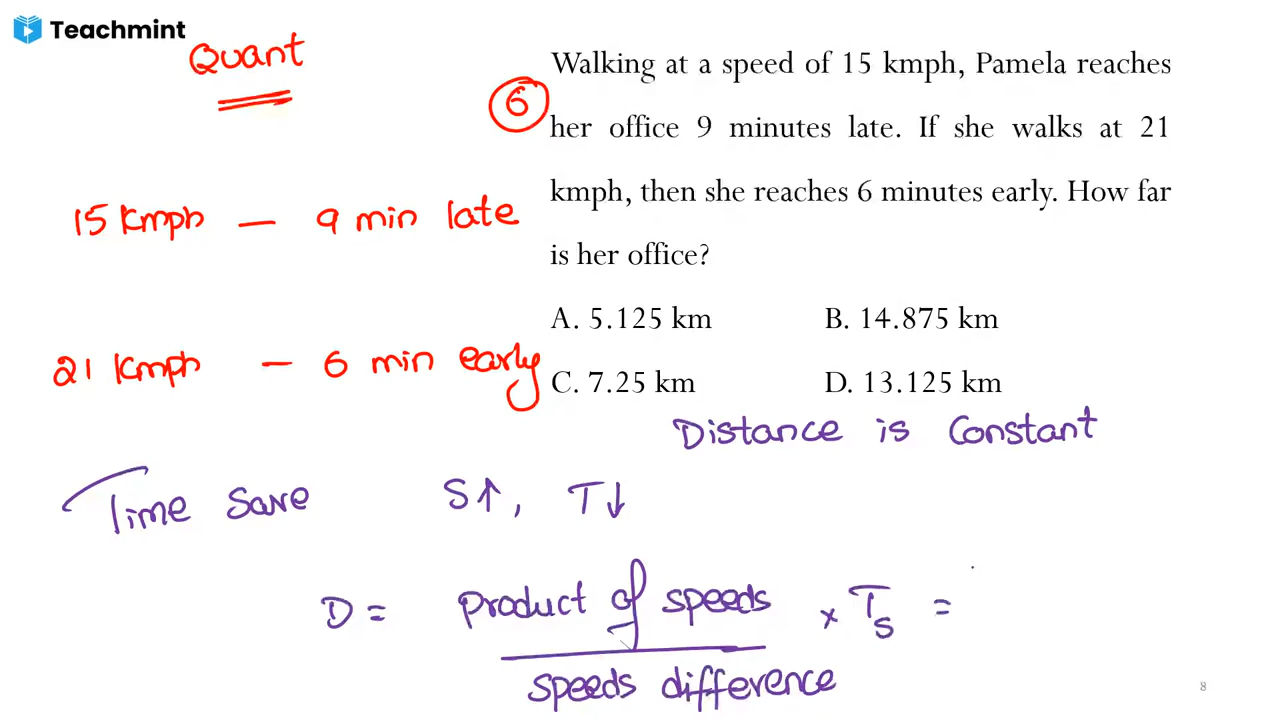 Teachmint
Quant
6
Walking at a speed of 15 kmph, Pamela reaches
her office 9 minutes late. If she walks at 21
kmph, then she reaches 6 minutes early. How far
is her office?
A. 5.125 km
B. 14.875 km
C. 7.25 km
D. 13.125 km
15 kmph — 9 min late
21 kmph — 6 min early
Distance is Constant
Time Save S↑, T↓
D = product of speeds × Ts =
speeds difference
8